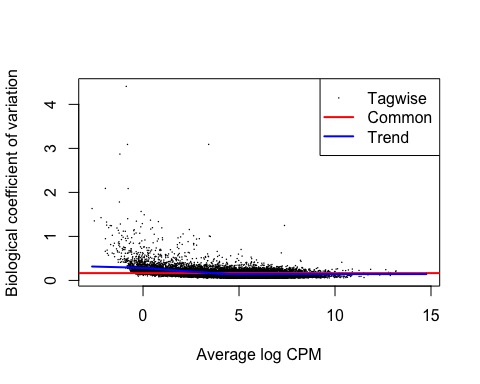 Biological coefficient of variation
4
3
2
1
0
Tagwise
Common
Trend
0 5 10 15
Average log CPM